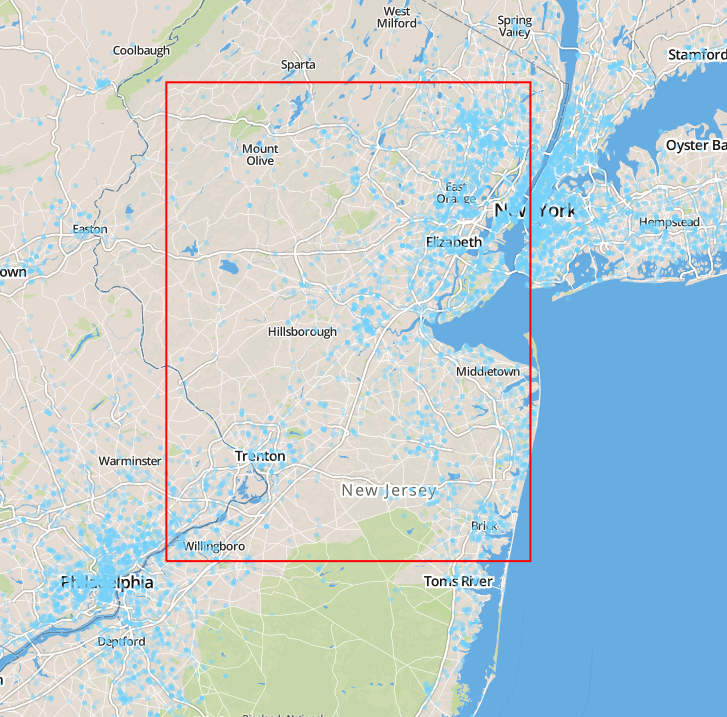 West
Milford
Spring
Valley
Coolbaugh
Stamford
Sparta
Mount
Olive
Oyster Ba
East
Orange
New York
Hempstead
Easton
Elizabeth
own
Hillsborough
Middletown
Trenton
Warminster
New Jersey
Brick
Willingboro
Philadelphia
Toms River
Deptford
n